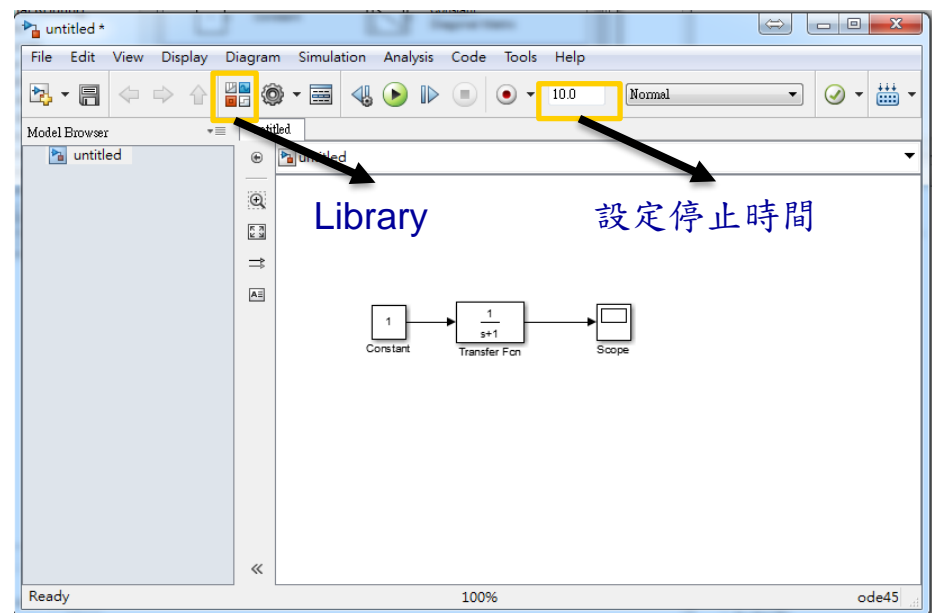 untitled *
File Edit View Display Diagram Simulation Analysis Code Tools Help
10.0 Normal
Model Browser
untitled
untitled
Library
設定停止時間
1
1
s+1
Constant
Transfer Fcn
Scope
Ready 100% ode45